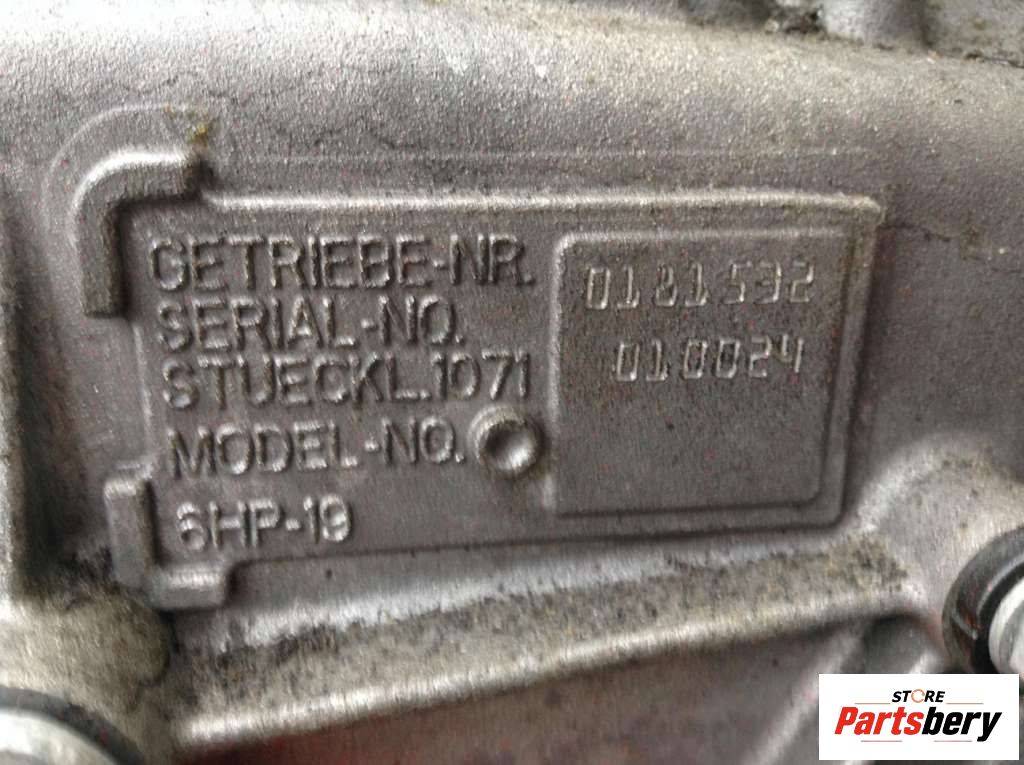 GETRIEBE-NR.
SERIAL-NO.
STUECKL.1071
MODEL-NO.
6HP-19
0181532
010024
STORE
Partsbery